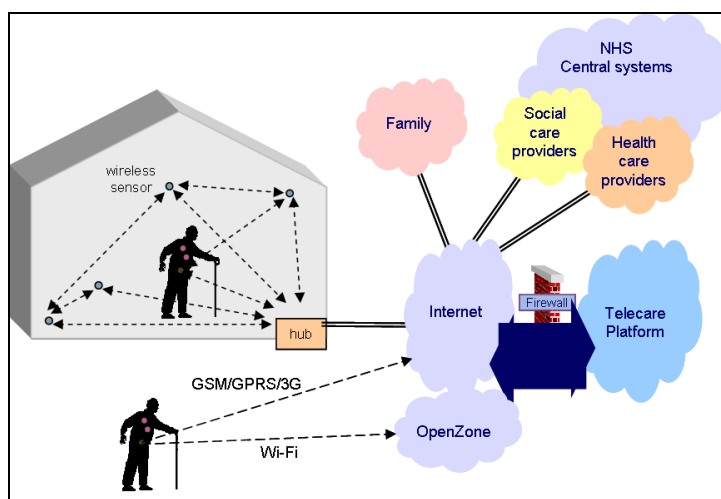 NHS
Central systems
Family
Social
care
providers
Health
care
providers
wireless
sensor
Internet
Firewall
Telecare
Platform
hub
GSM/GPRS/3G
OpenZone
Wi-Fi